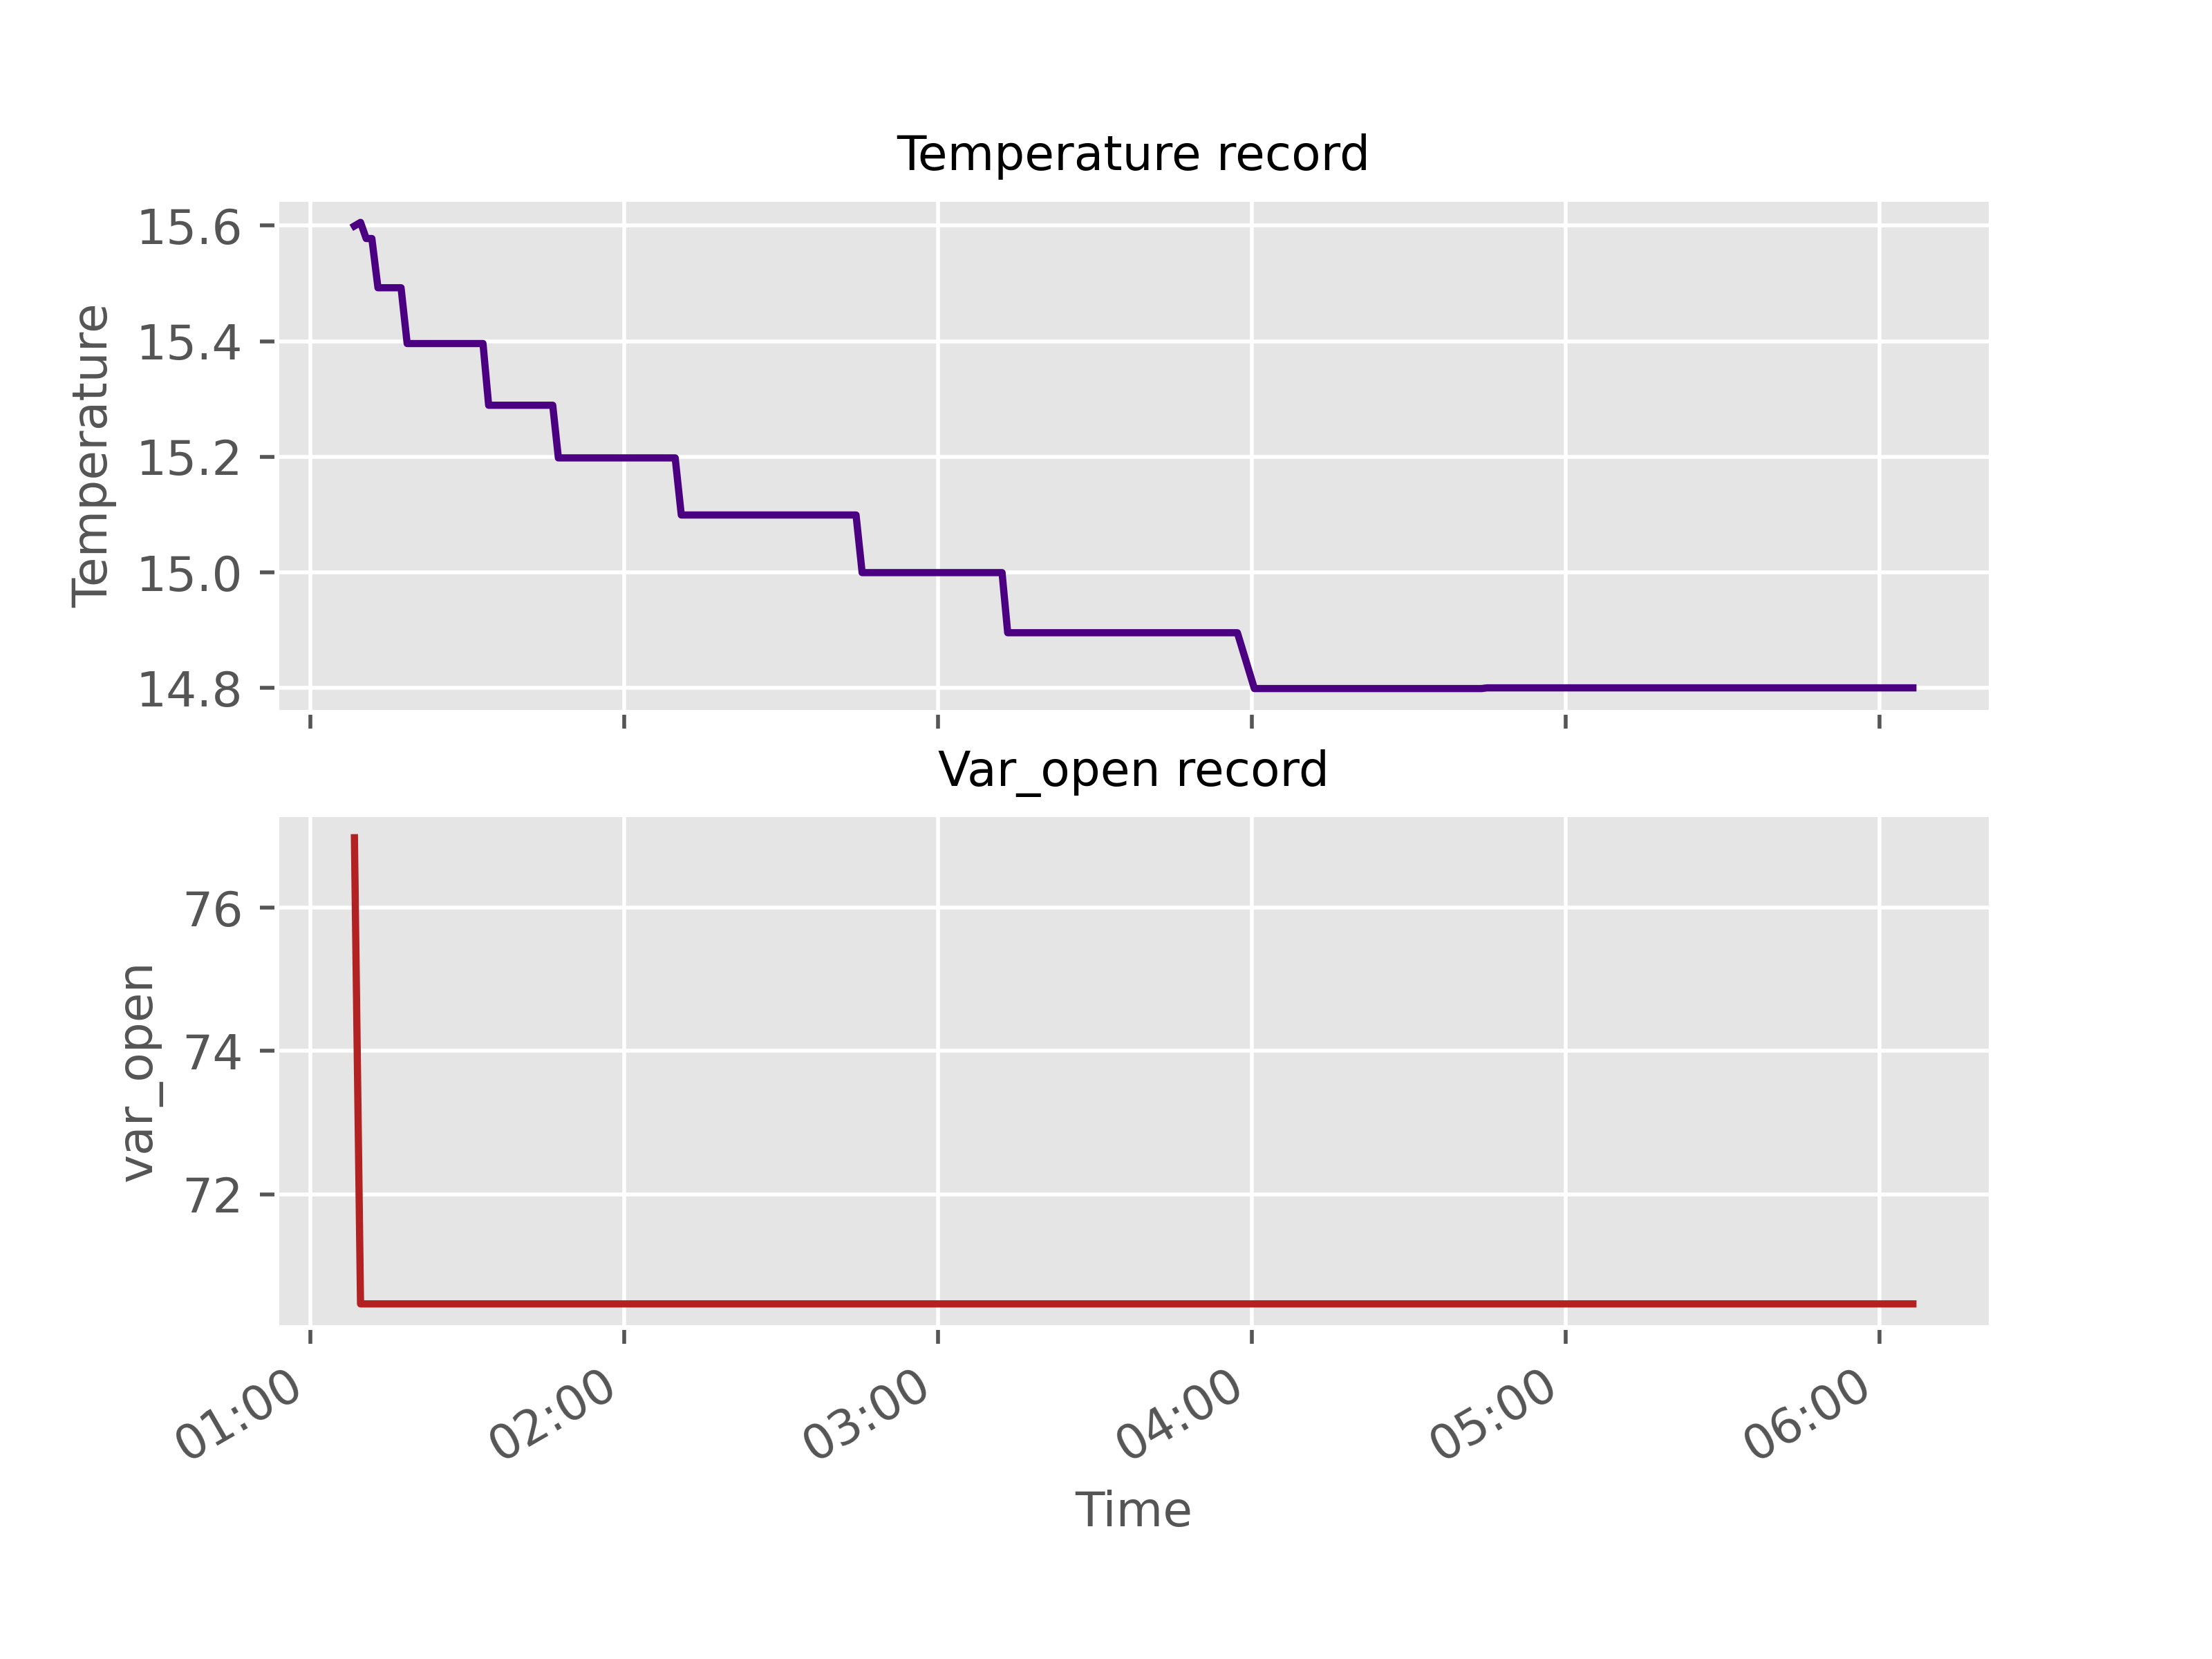 Temperature record
Temperature
15.6
15.4
15.2
15.0
14.8
Var_open record
var_open
76
74
72
01:00 02:00 03:00 04:00 05:00 06:00
Time